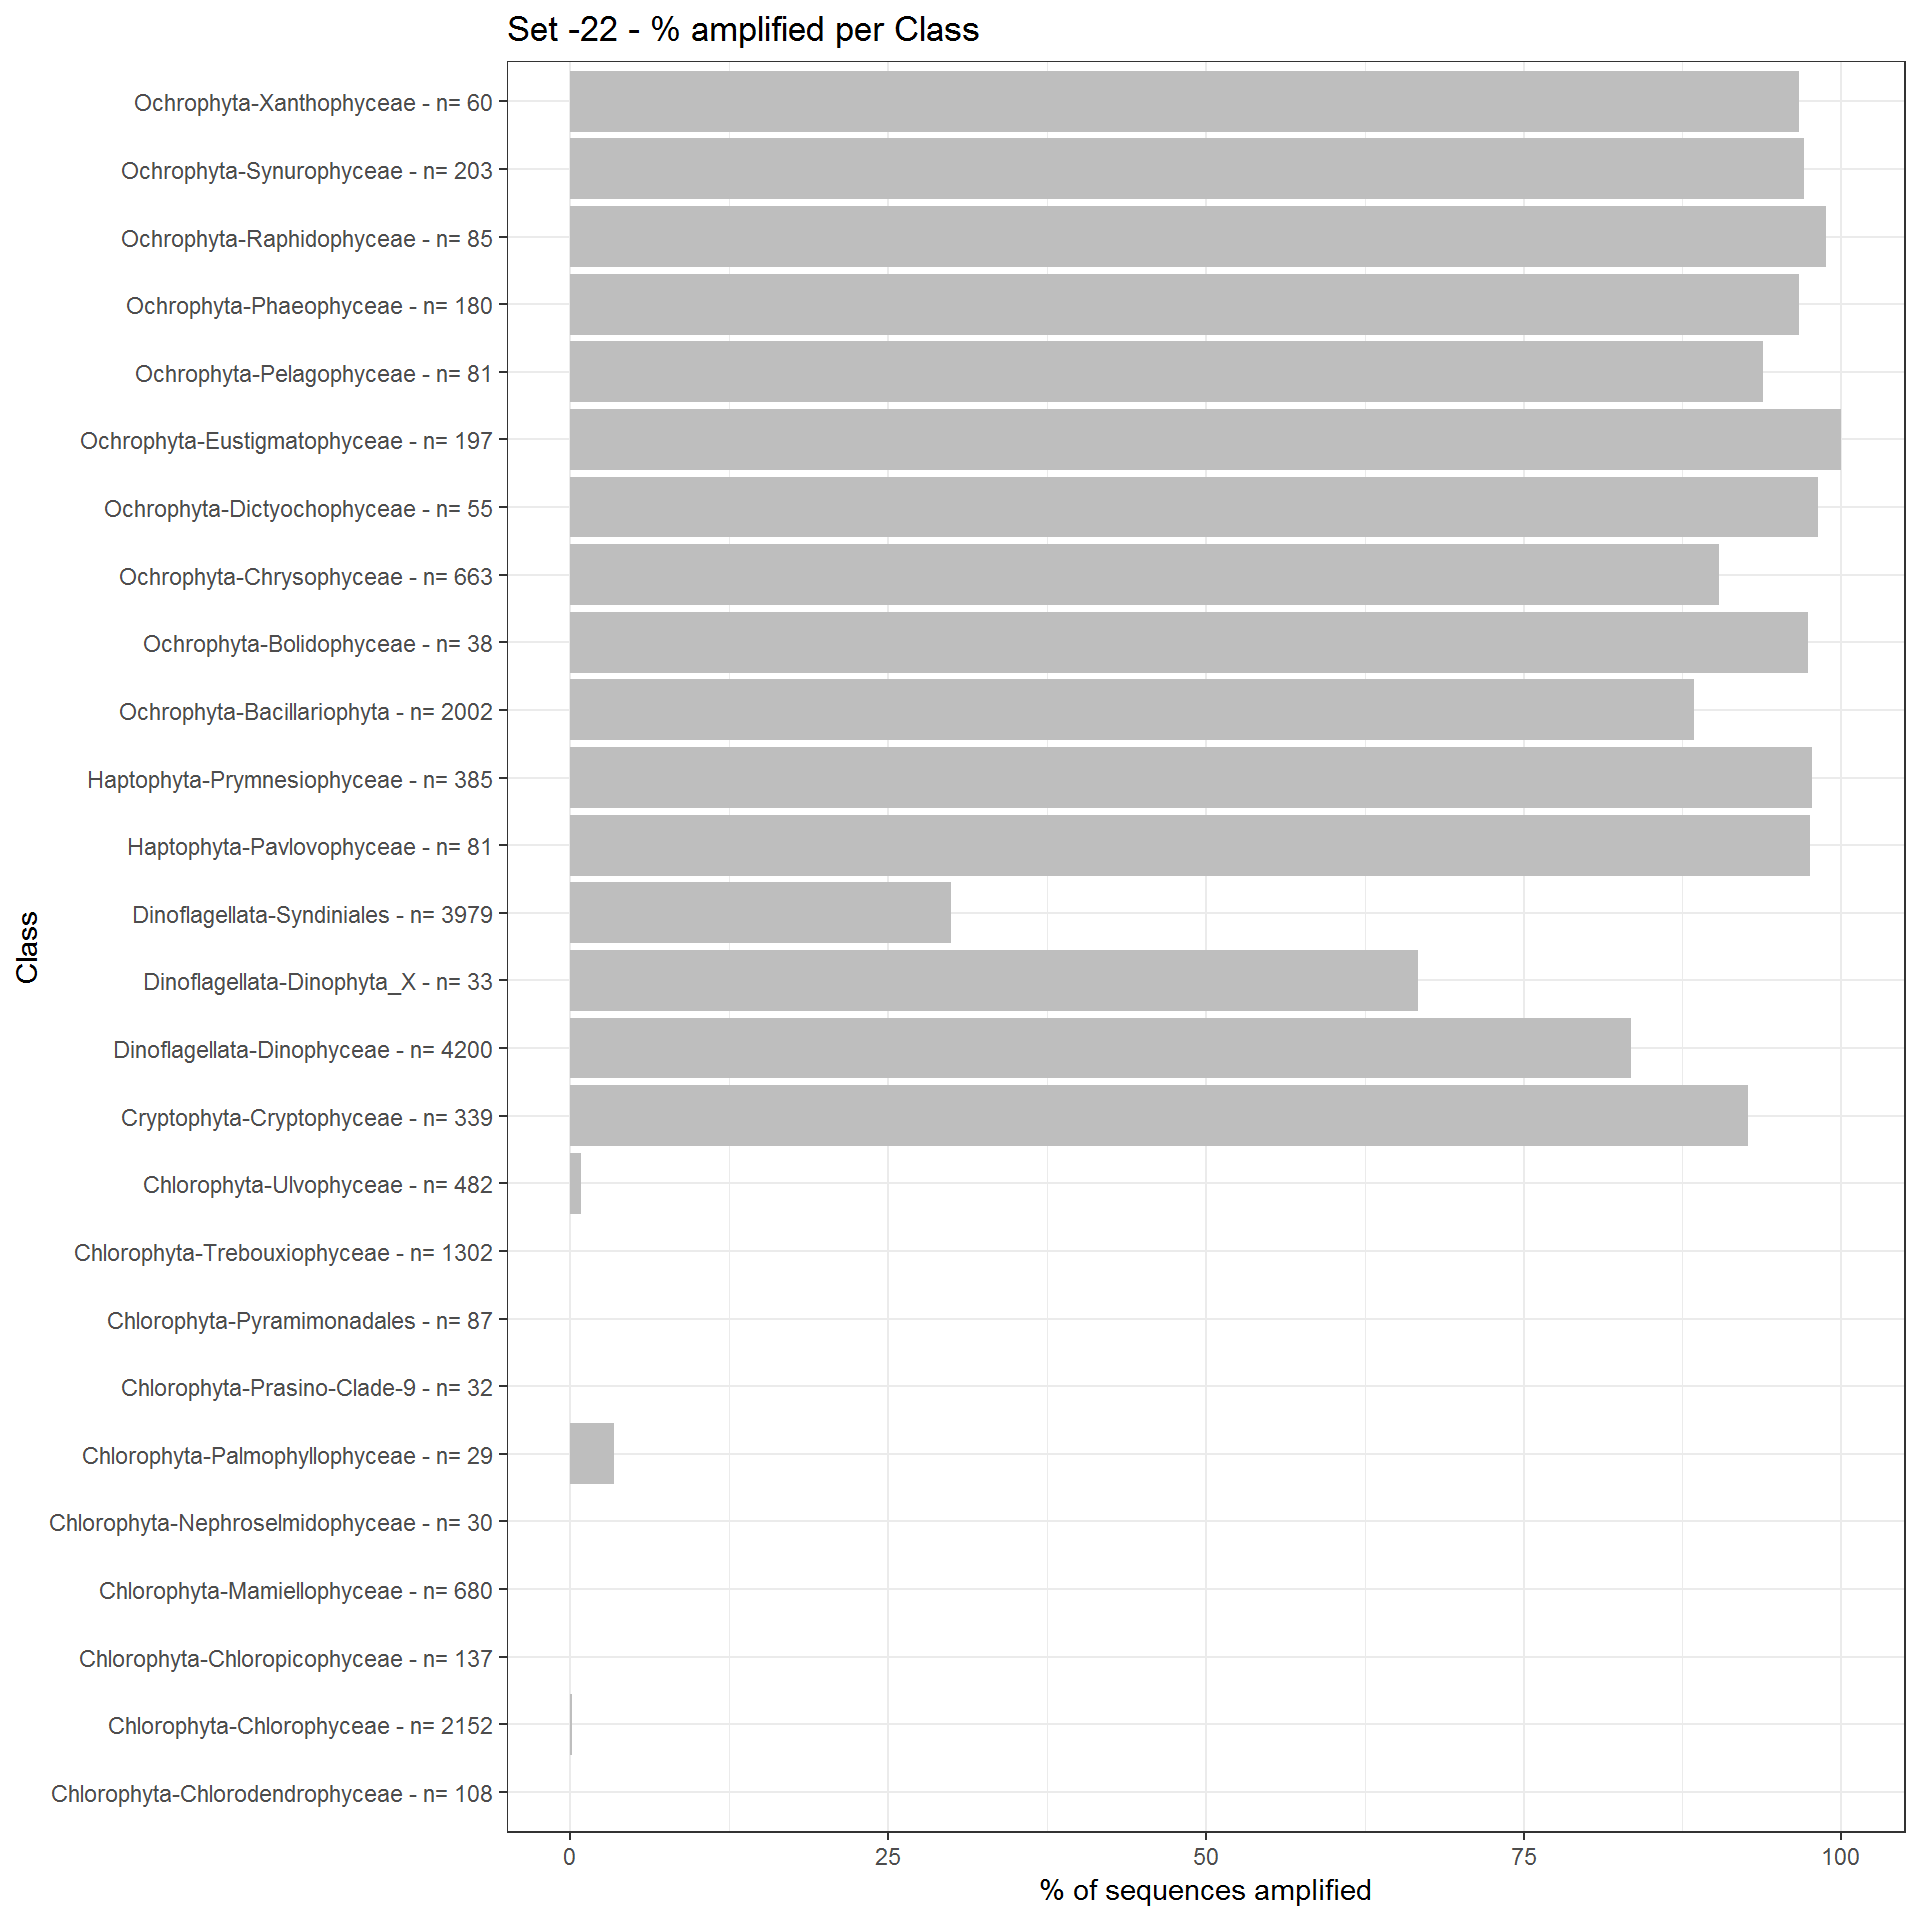 Set -22 - % amplified per Class
Ochrophyta-Xanthophyceae - n= 60
Ochrophyta-Synurophyceae - n= 203
Ochrophyta-Raphidophyceae - n= 85
Ochrophyta-Phaeophyceae - n= 180
Ochrophyta-Pelagophyceae - n= 81
Ochrophyta-Eustigmatophyceae - n= 197
Ochrophyta-Dictyochophyceae - n= 55
Ochrophyta-Chrysophyceae - n= 663
Ochrophyta-Bolidophyceae - n= 38
Ochrophyta-Bacillariophyta - n= 2002
Haptophyta-Prymnesiophyceae - n= 385
Haptophyta-Pavlovophyceae - n= 81
Dinoflagellata-Syndiniales - n= 3979
Dinoflagellata-Dinophyta_X - n= 33
Dinoflagellata-Dinophyceae - n= 4200
Cryptophyta-Cryptophyceae - n= 339
Chlorophyta-Ulvophyceae - n= 482
Chlorophyta-Trebouxiophyceae - n= 1302
Chlorophyta-Pyramimonadales - n= 87
Chlorophyta-Prasino-Clade-9 - n= 32
Chlorophyta-Palmophyllophyceae - n= 29
Chlorophyta-Nephroselmidophyceae - n= 30
Chlorophyta-Mamiellophyceae - n= 680
Chlorophyta-Chloropicophyceae - n= 137
Chlorophyta-Chlorophyceae - n= 2152
Chlorophyta-Chlorodendrophyceae - n= 108
Class
0 25 50 75 100
% of sequences amplified